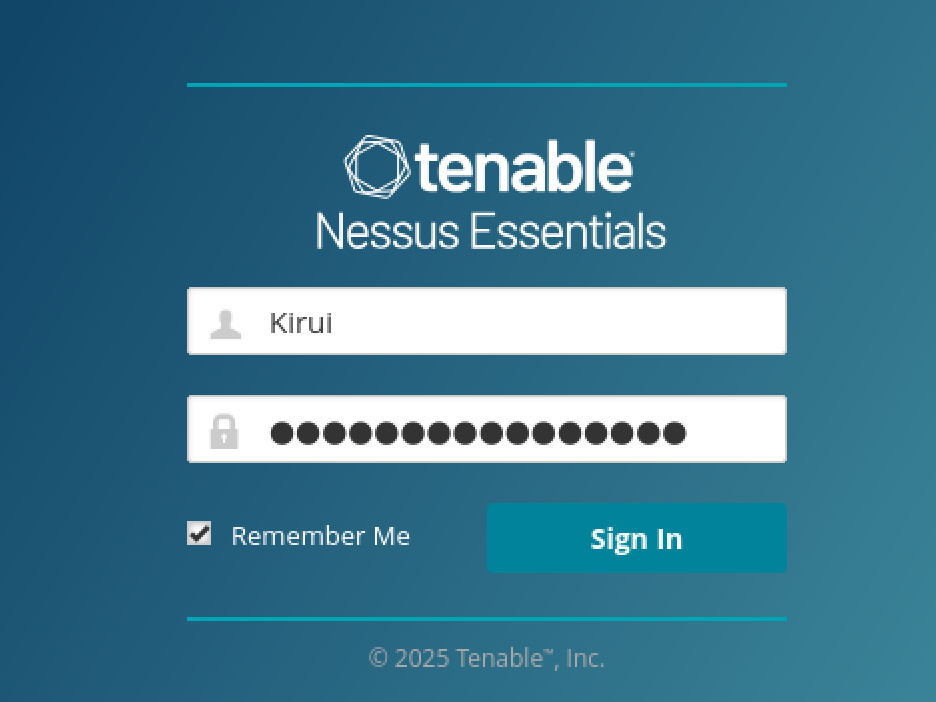 tenable
Nessus Essentials
Kirui
●●●●●●●●●●●●●●●●
Remember Me
Sign In
© 2025 Tenable™, Inc.